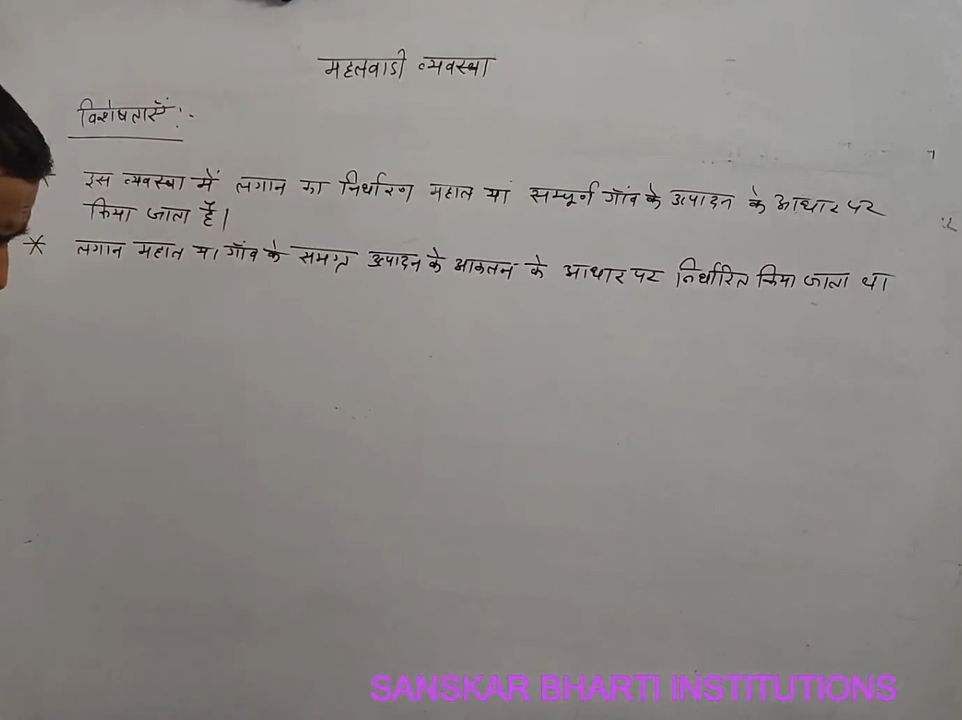 महलवाडी व्यवस्था
विशेषताएँ:-
* इस व्यवस्था में लगान का निर्धारण महाल यां सम्पूर्ण गाँव के उत्पादन के आधार पर
किया जाता है।
* लगान महाल या गाँव के समग्र उत्पादन के आकलन के आधार पर निर्धारित किया जाता था
SANSKAR BHARTI INSTITUTIONS